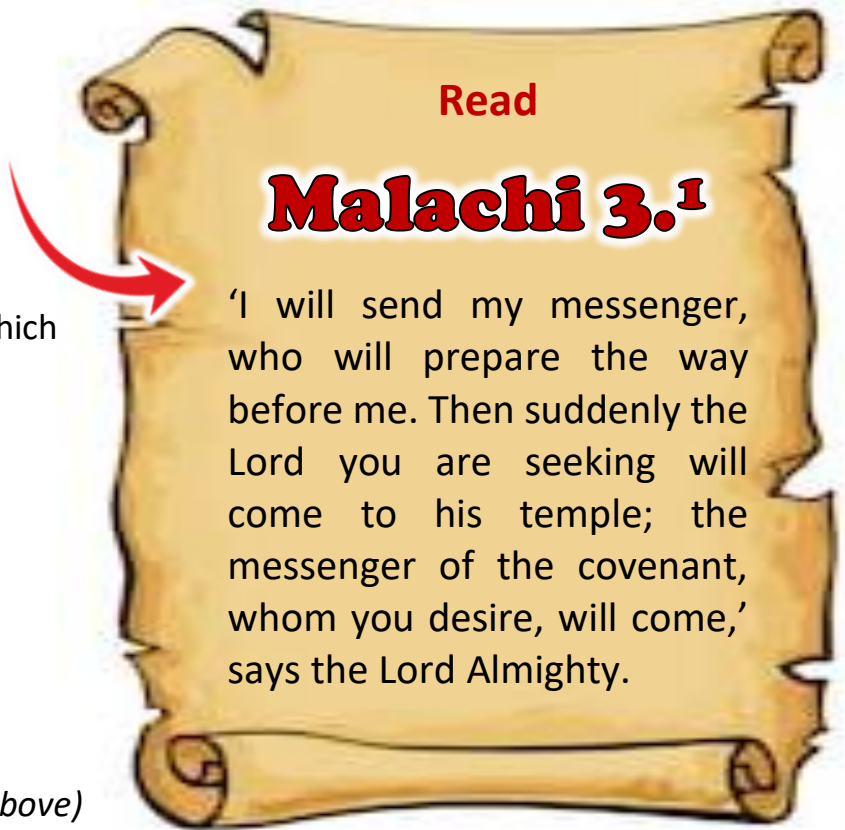 Read
Malachi 3.¹
‘I will send my messenger,
hich
who will prepare the way
before me. Then suddenly the
Lord you are seeking will
come to his temple; the
messenger of the covenant,
whom you desire, will come,’
says the Lord Almighty.
bove)